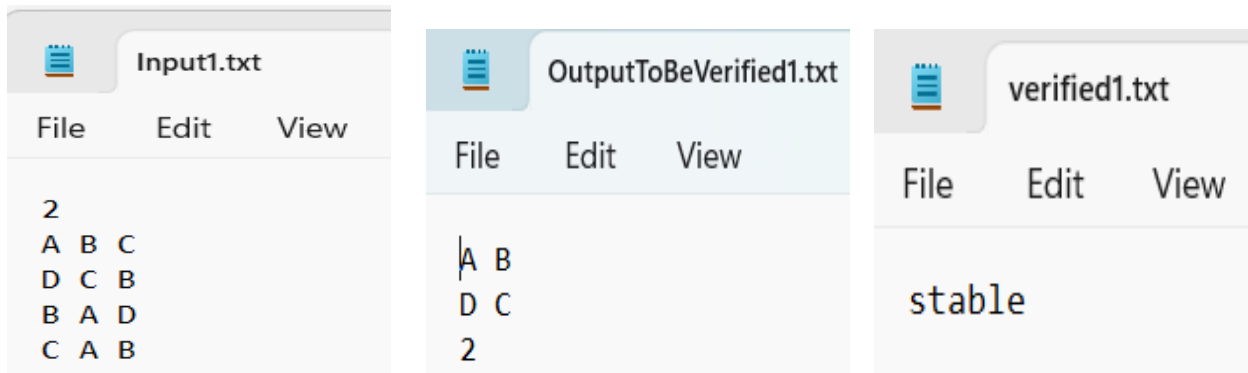 Input1.txt
File Edit View
2
A B C
D C B
B A D
C A B
OutputToBeVerified1.txt
File Edit View
A B
D C
2
verified1.txt
File Edit View
stable